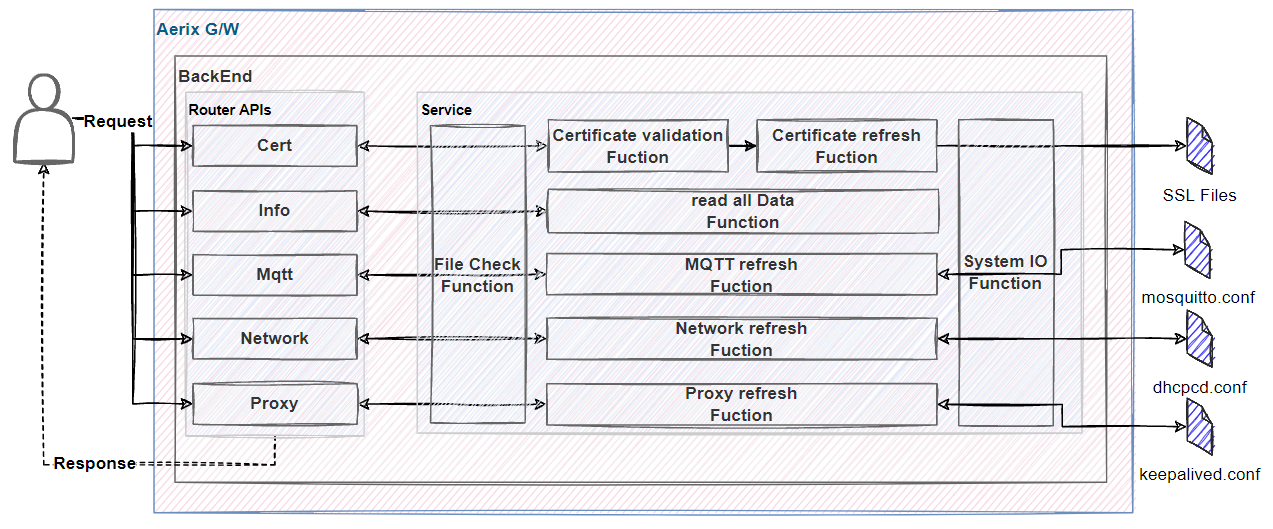 Aerix G/W
BackEnd
Router APIs
Service
Request
Cert
Certificate validation
Fuction
Certificate refresh
Fuction
SSL Files
Info
read all Data
Function
Mqtt
File Check
Function
MQTT refresh
Fuction
System IO
Function
mosquitto.conf
Network
Network refresh
Fuction
dhcpcd.conf
Proxy
Proxy refresh
Fuction
Response
keepalived.conf